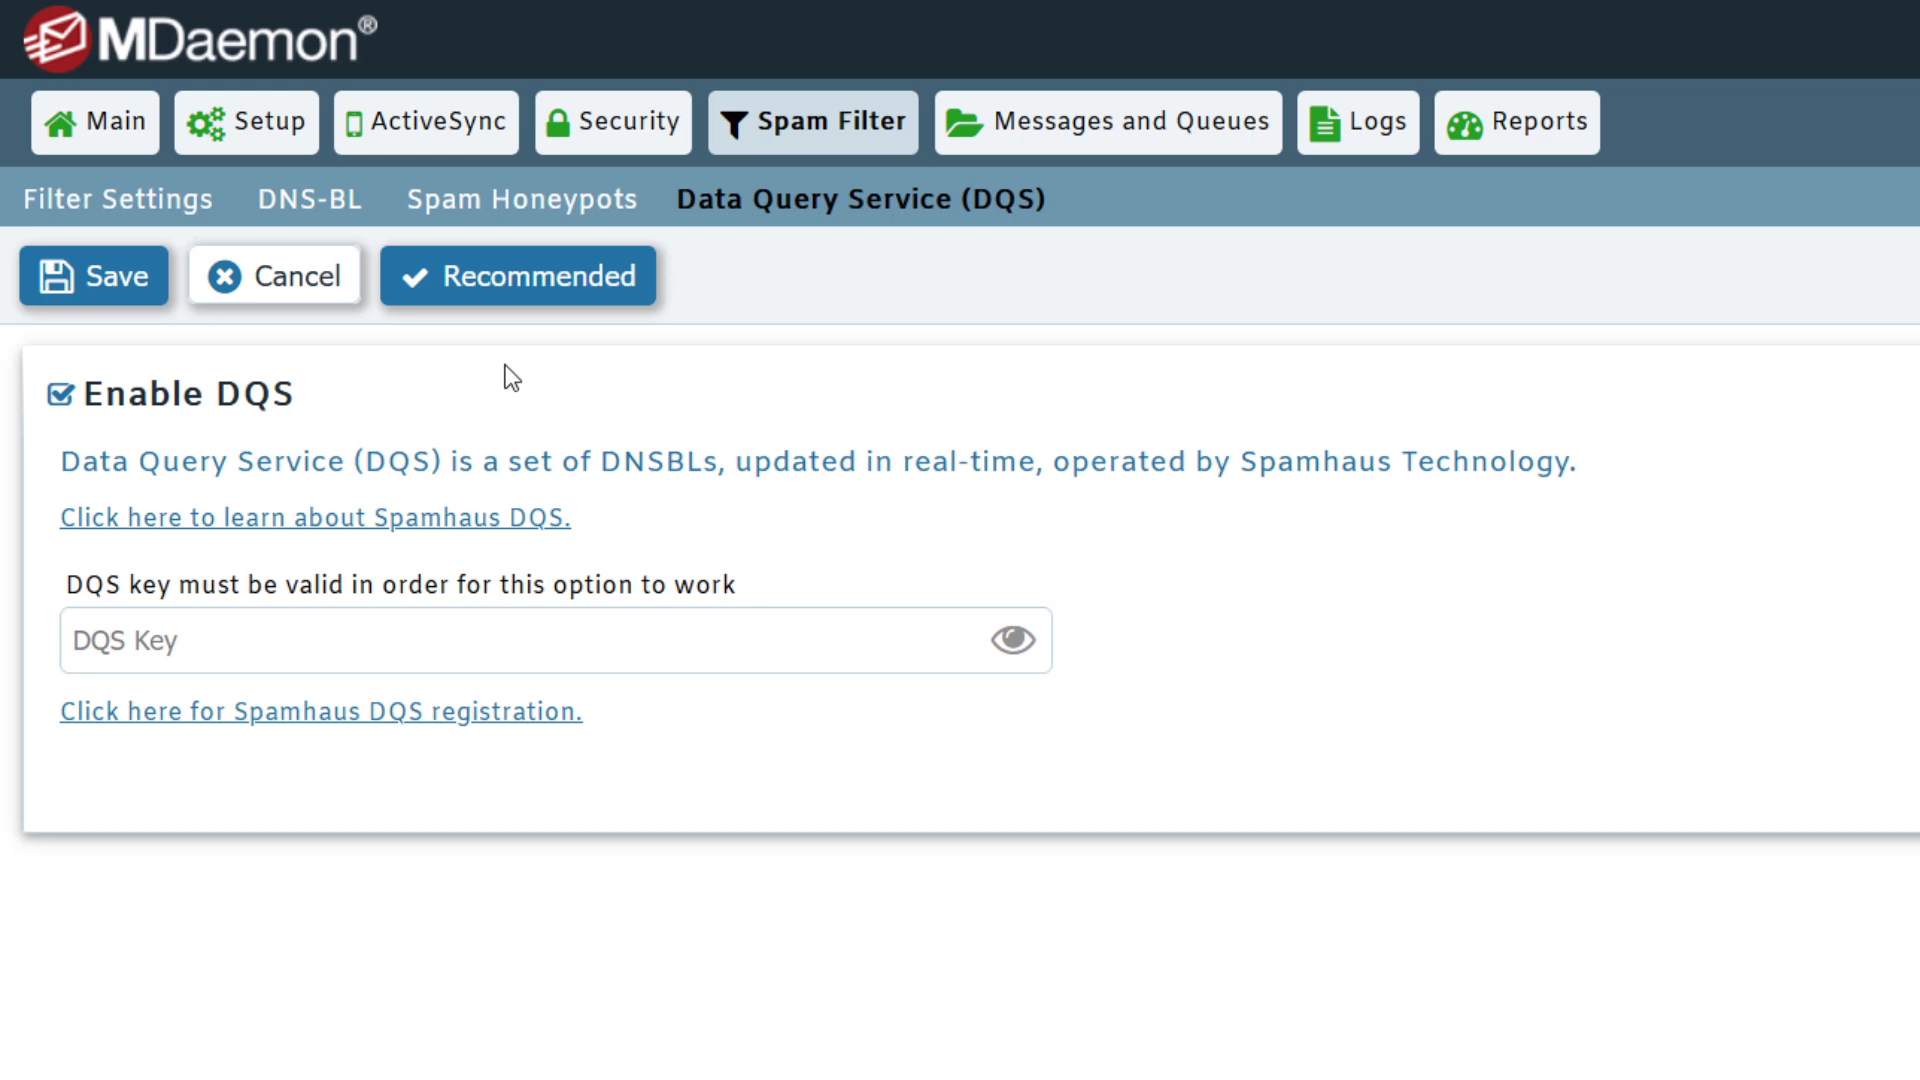 MDaemon®
Main Setup ActiveSync Security Spam Filter Messages and Queues Logs Reports
Filter Settings DNS-BL Spam Honeypots Data Query Service (DQS)
Save Cancel Recommended
Enable DQS
Data Query Service (DQS) is a set of DNSBLs, updated in real-time, operated by Spamhaus Technology.
Click here to learn about Spamhaus DQS.
DQS key must be valid in order for this option to work
DQS Key
Click here for Spamhaus DQS registration.